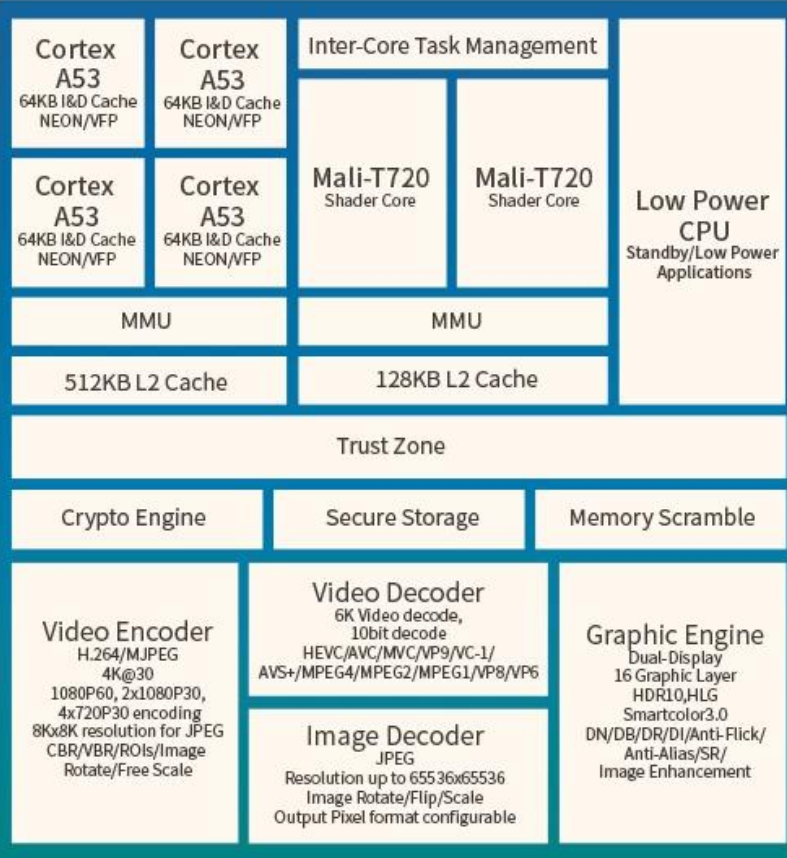 Cortex
A53
64KB I&D Cache
NEON/VFP
Cortex
A53
64KB I&D Cache
NEON/VFP
Cortex
A53
64KB I&D Cache
NEON/VFP
Cortex
A53
64KB I&D Cache
NEON/VFP
MMU
512KB L2 Cache
Inter-Core Task Management
Mali-T720
Shader Core
Mali-T720
Shader Core
MMU
128KB L2 Cache
Low Power
CPU
Standby/Low Power
Applications
Trust Zone
Crypto Engine
Secure Storage
Memory Scramble
Video Encoder
H.264/MJPEG
4K@30
1080P60, 2x1080P30,
4x720P30 encoding
8Kx8K resolution for JPEG
CBR/VBR/ROIs/Image
Rotate/Free Scale
Video Decoder
6K Video decode,
10bit decode
HEVC/AVC/MVC/VP9/VC-1/
AVS+/MPEG4/MPEG2/MPEG1/VP8/VP6
Image Decoder
JPEG
Resolution up to 65536x65536
Image Rotate/Flip/Scale
Output Pixel format configurable
Graphic Engine
Dual-Display
16 Graphic Layer
HDR10,HLG
Smartcolor3.0
DN/DB/DR/DI/Anti-Flick/
Anti-Alias/SR/
Image Enhancement